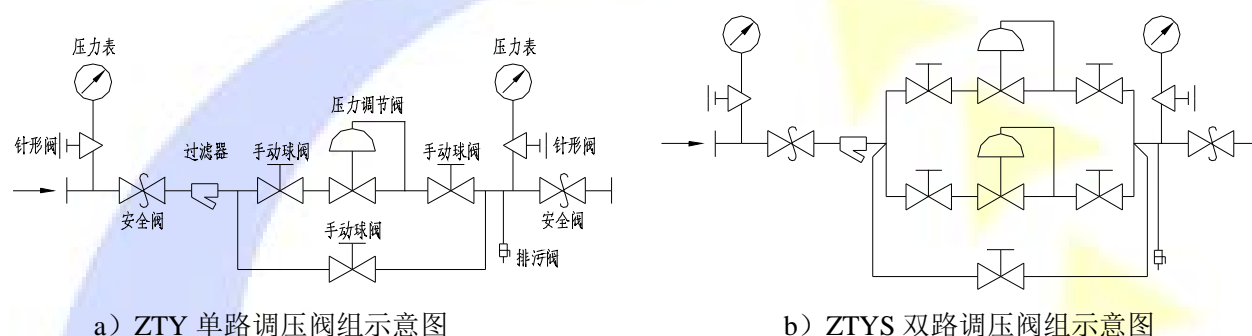 压力表
压力表
压力调节阀
针形阀
过滤器
手动球阀
手动球阀
针形阀
安全阀
手动球阀
安全阀
排污阀
a）ZTY 单路调压阀组示意图
b）ZTYS 双路调压阀组示意图